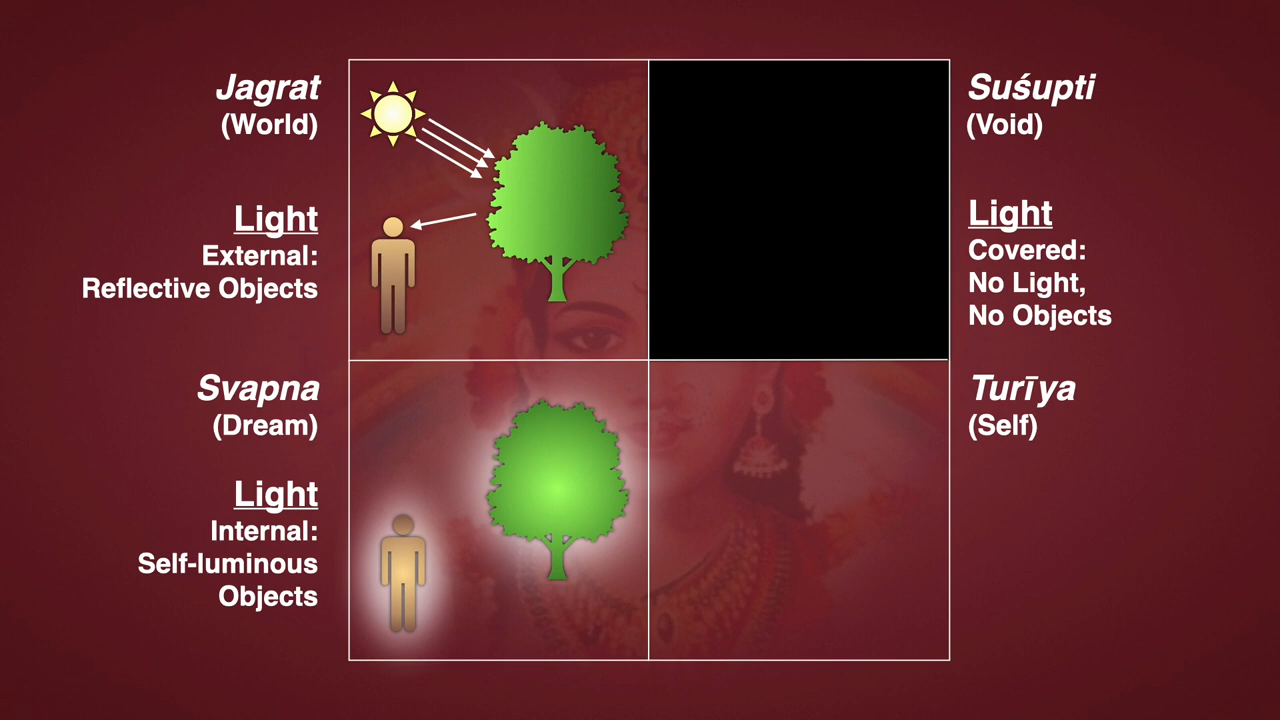 Jagrat
(World)
Light
External:
Reflective Objects
Suśupti
(Void)
Light
Covered:
No Light,
No Objects
Svapna
(Dream)
Light
Internal:
Self-luminous
Objects
Turīya
(Self)